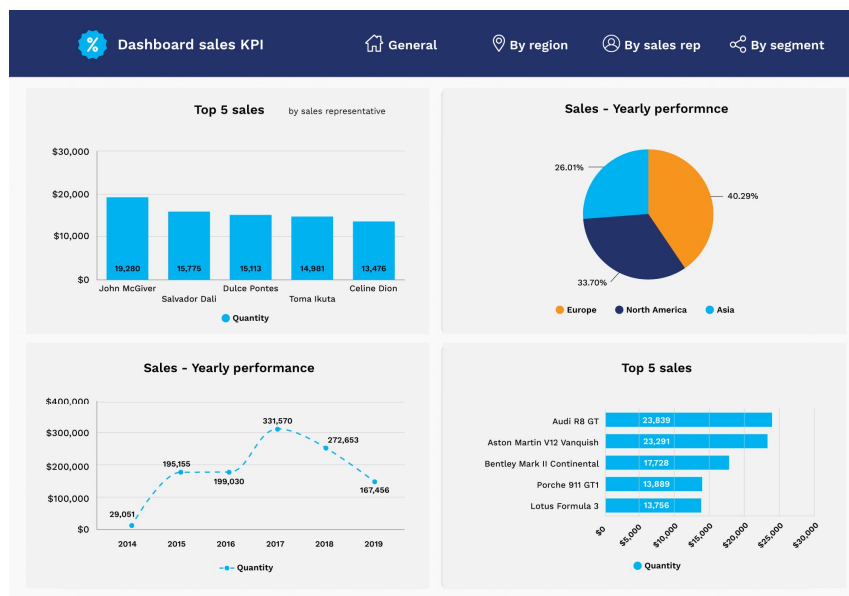 %
Dashboard sales KPI
General
By region
By sales rep
By segment
Top 5 sales
by sales representative
$30,000
$20,000
$10,000
$0
19,280
15,775
15,113
14,981
13,476
John McGiver
Salvador Dali
Dulce Pontes
Toma Ikuta
Celine Dion
Quantity
Sales - Yearly performnce
26.01%
40.29%
33.70%
Europe
North America
Asia
Sales - Yearly performance
$400,000
$300,000
$200,000
$100,000
$0
29,051
195,155
199,030
331,570
272,653
167,456
2014
2015
2016
2017
2018
2019
Quantity
Top 5 sales
Audi R8 GT
23,839
Aston Martin V12 Vanquish
23,291
Bentley Mark II Continental
17,728
Porche 911 GT1
13,889
Lotus Formula 3
13,756
$0
$5,000
$10,000
$15,000
$20,000
$25,000
$30,000
Quantity